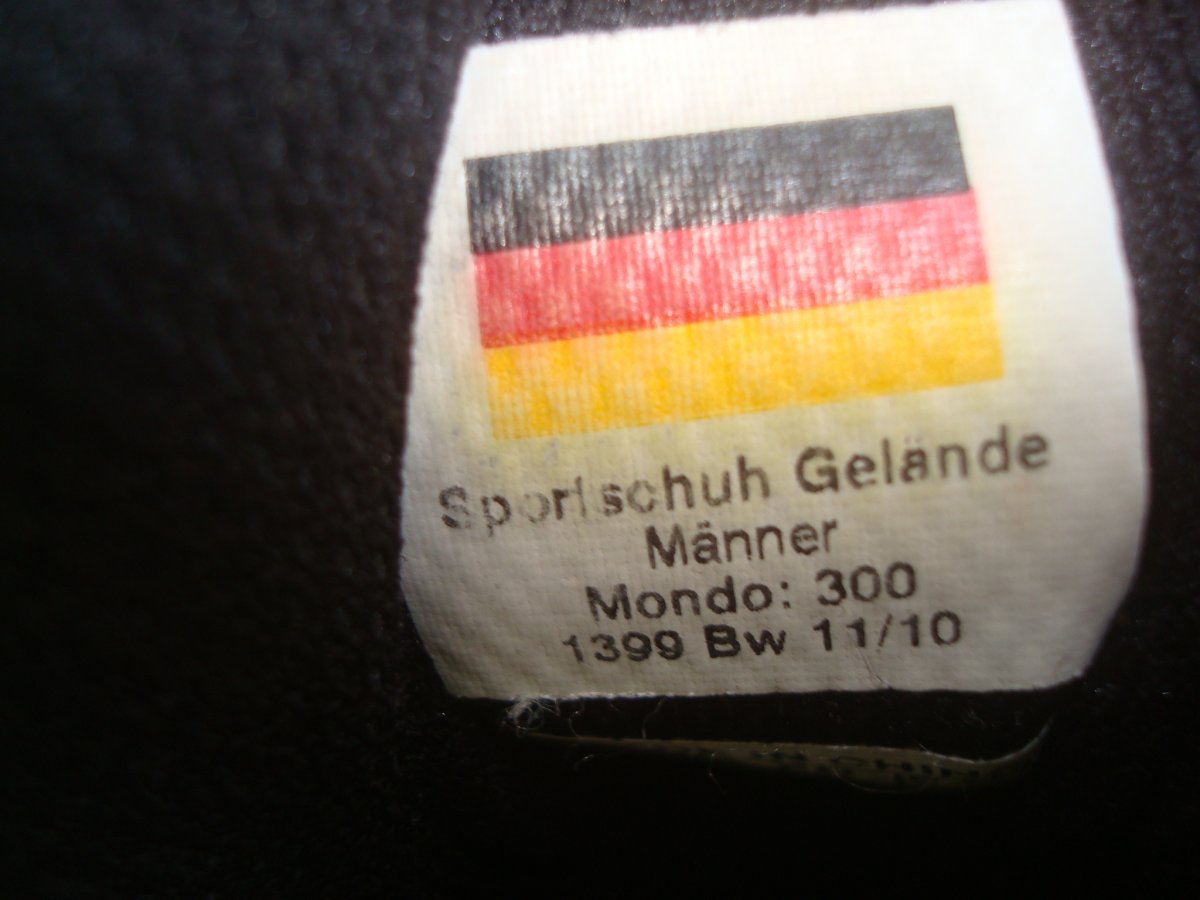 Sportschuh Gelände
Männer
Mondo: 300
1399 Bw 11/10